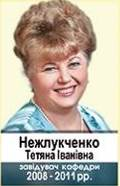 Нежлукченко
Тетяна Іванівна
завідувач кафедри
2008 - 2011 рр.